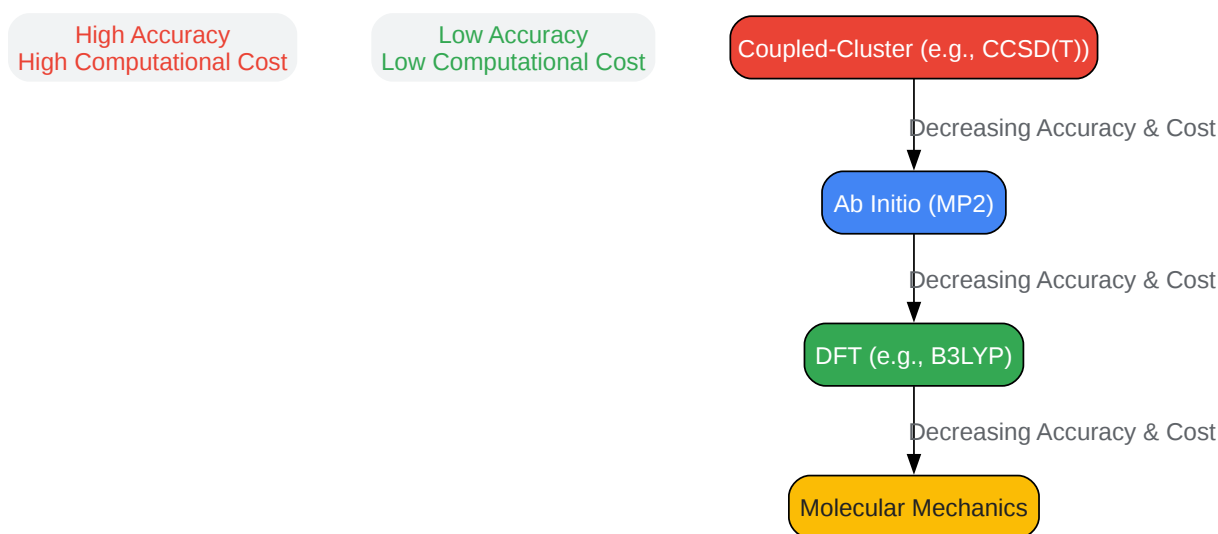 High Accuracy
High Computational Cost
Low Accuracy
Low Computational Cost
Coupled-Cluster (e.g., CCSD(T))
Decreasing Accuracy & Cost
Ab Initio (MP2)
Decreasing Accuracy & Cost
DFT (e.g., B3LYP)
Decreasing Accuracy & Cost
Molecular Mechanics